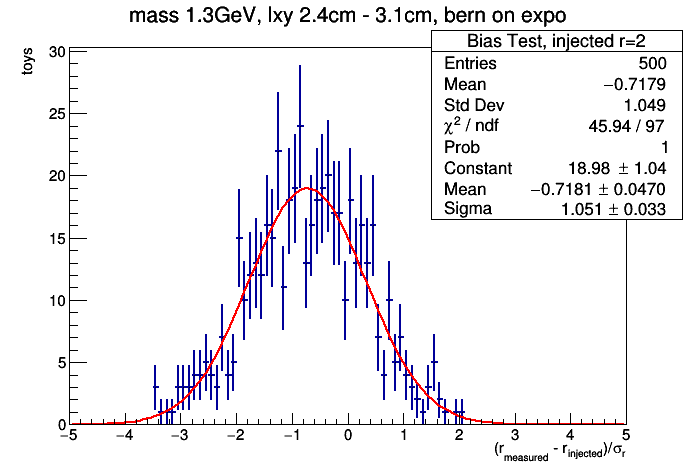 mass 1.3GeV, lxy 2.4cm - 3.1cm, bern on expo
Bias Test, injected r=2
Entries 500
Mean −0.7179
Std Dev 1.049
χ² / ndf 45.94 / 97
Prob 1
Constant 18.98 ± 1.04
Mean −0.7181 ± 0.0470
Sigma 1.051 ± 0.033
toys
30
25
20
15
10
5
0
−5 −4 −3 −2 −1 0 1 2 3 4 5
(r_measured - r_injected)/σ_r